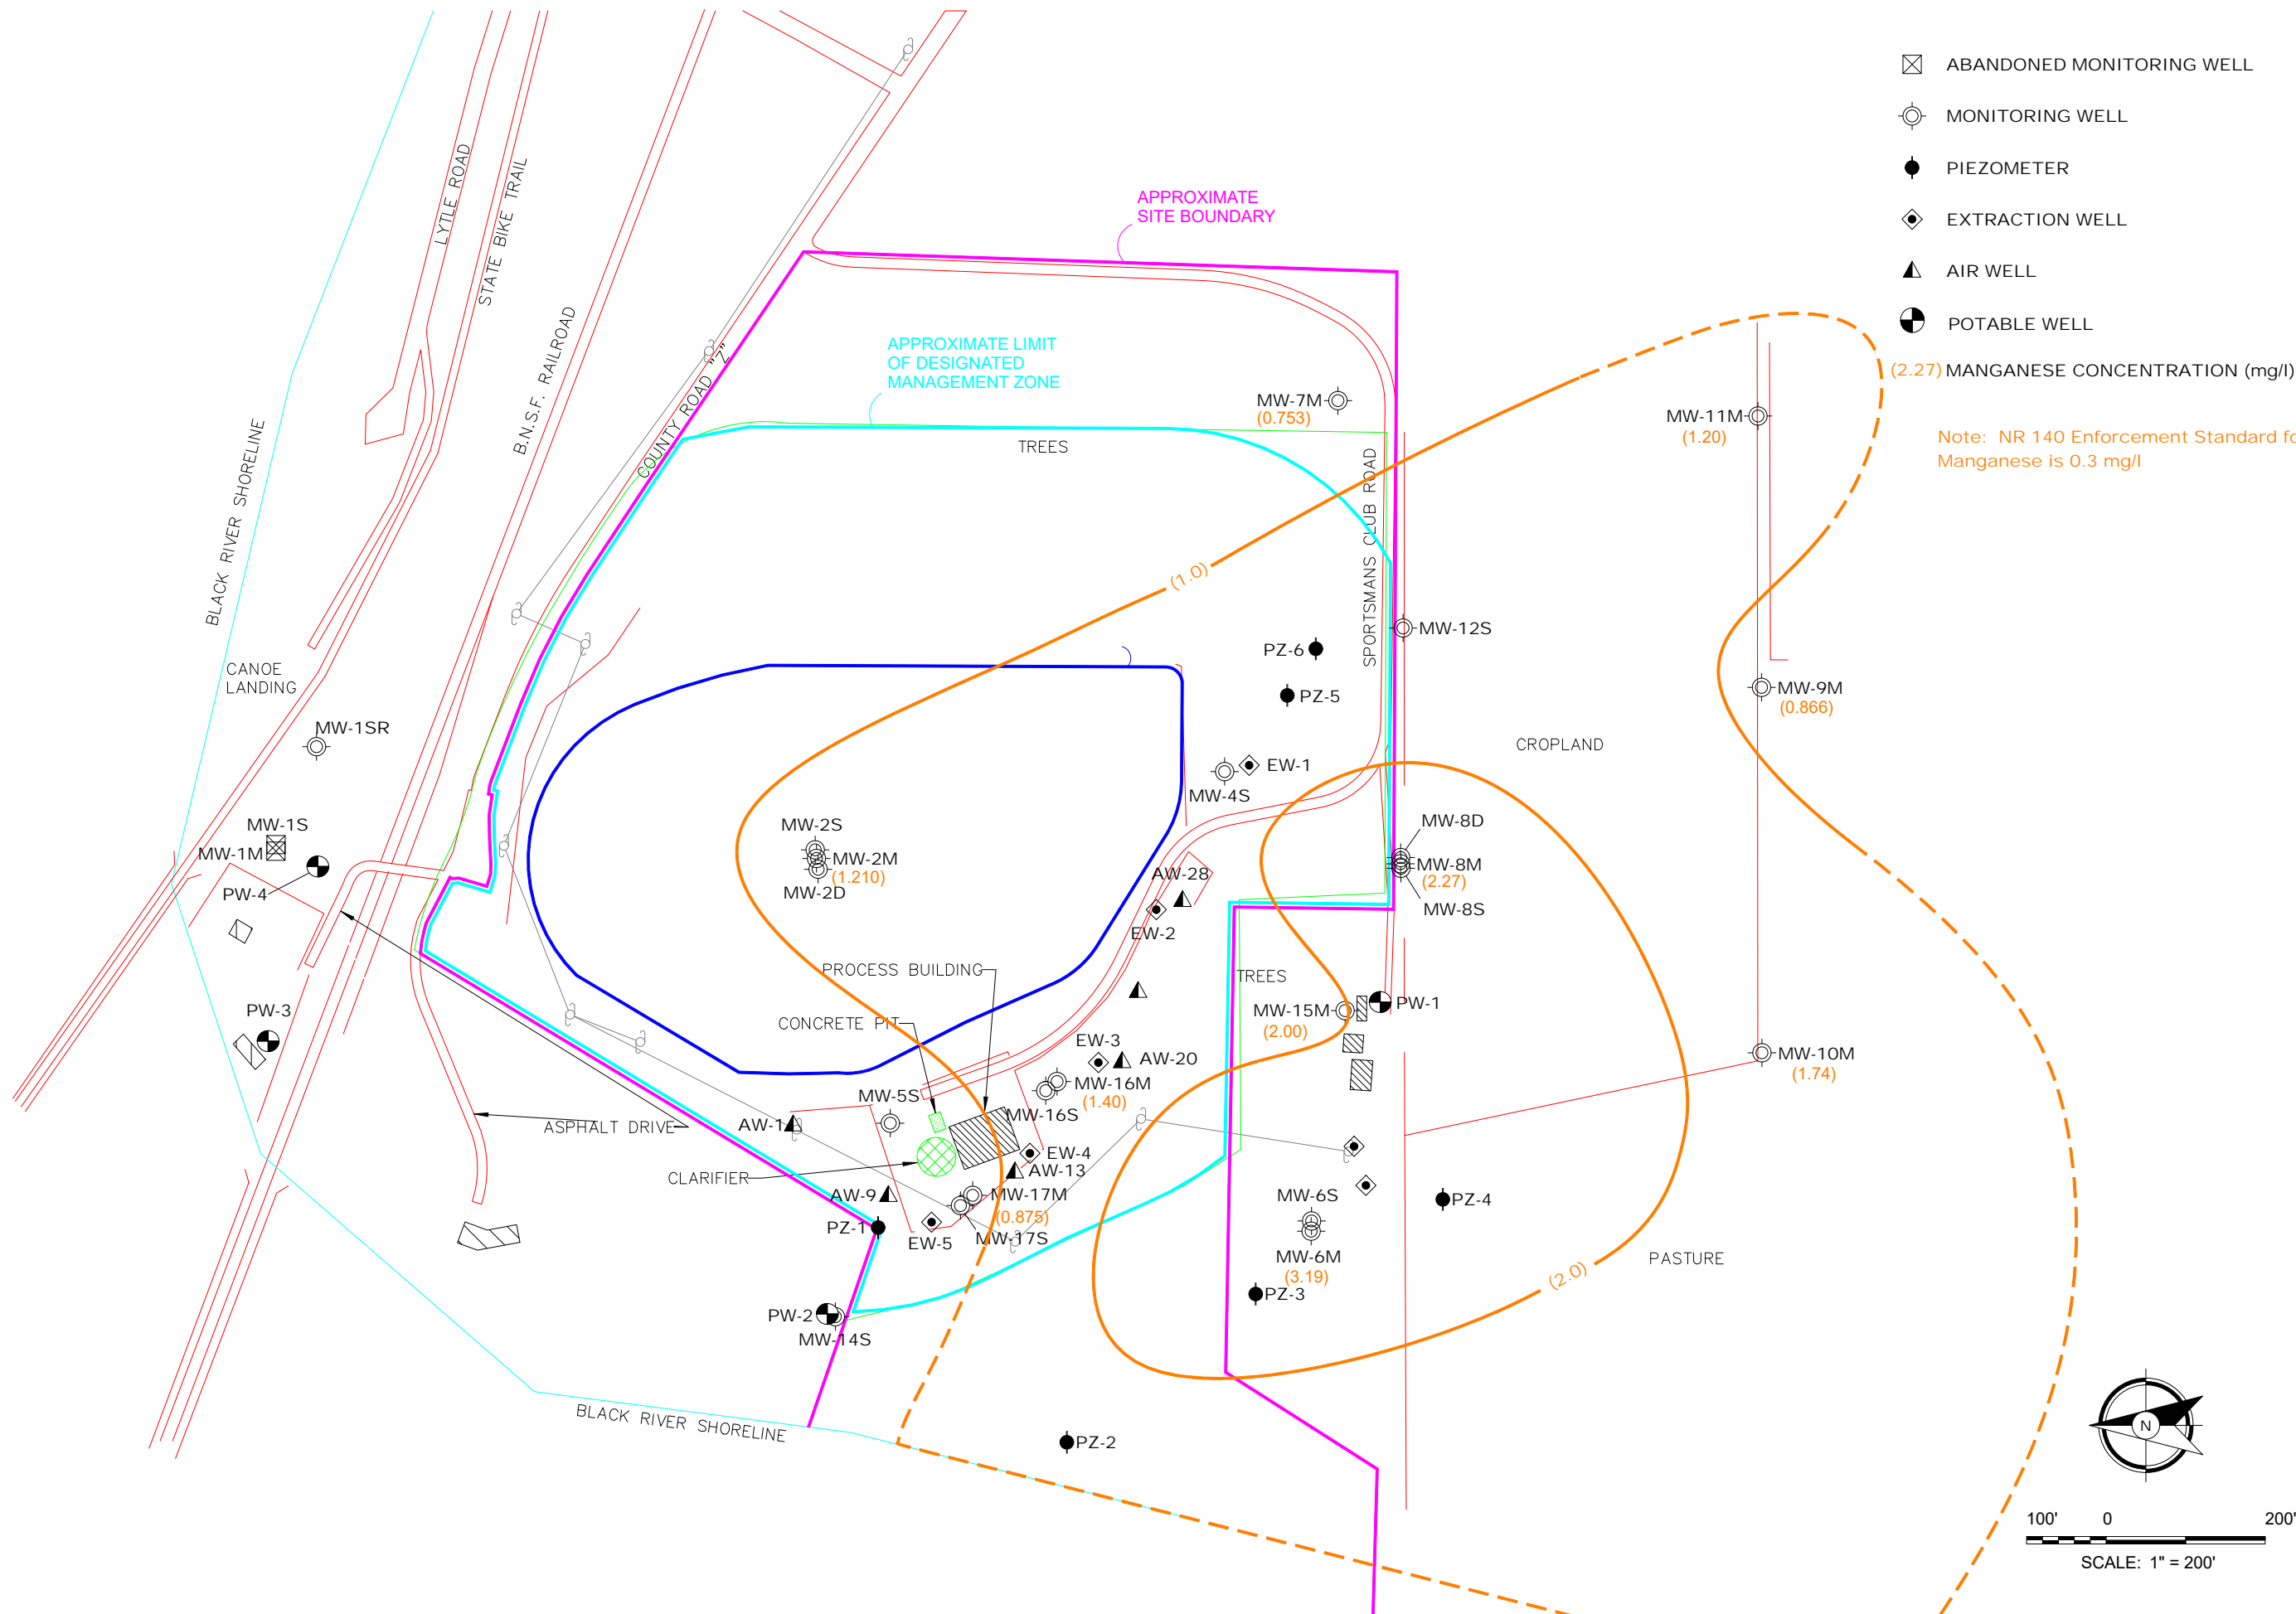 ABANDONED MONITORING WELL
MONITORING WELL
PIEZOMETER
EXTRACTION WELL
AIR WELL
POTABLE WELL
(2.27) MANGANESE CONCENTRATION (mg/l)
Note: NR 140 Enforcement Standard fo
Manganese is 0.3 mg/l
LYTLE ROAD
STATE BIKE TRAIL
B.N.S.F. RAILROAD
COUNTY ROAD "Z"
BLACK RIVER SHORELINE
APPROXIMATE
SITE BOUNDARY
APPROXIMATE LIMIT
OF DESIGNATED
MANAGEMENT ZONE
TREES
MW-7M
(0.753)
MW-11M
(1.20)
SPORTSMANS CLUB ROAD
(1.0)
MW-12S
PZ-6
PZ-5
MW-9M
(0.866)
CANOE
LANDING
MW-1SR
CROPLAND
EW-1
MW-4S
MW-1S
MW-1M
PW-4
MW-2S
MW-2M
(1.210)
MW-2D
MW-8D
MW-8M
(2.27)
MW-8S
AW-28
EW-2
PROCESS BUILDING
TREES
PW-3
CONCRETE PIT
MW-15M
(2.00)
PW-1
EW-3
AW-20
MW-10M
(1.74)
MW-16M
(1.40)
MW-16S
MW-5S
ASPHALT DRIVE
AW-1
EW-4
AW-13
CLARIFIER
AW-9
MW-17M
(0.875)
MW-17S
MW-6S
PZ-4
PZ-1
EW-5
MW-6M
(3.19)
PASTURE
(2.0)
PZ-3
PW-2
MW-14S
BLACK RIVER SHORELINE
PZ-2
N
100' 0 200'
SCALE: 1" = 200'